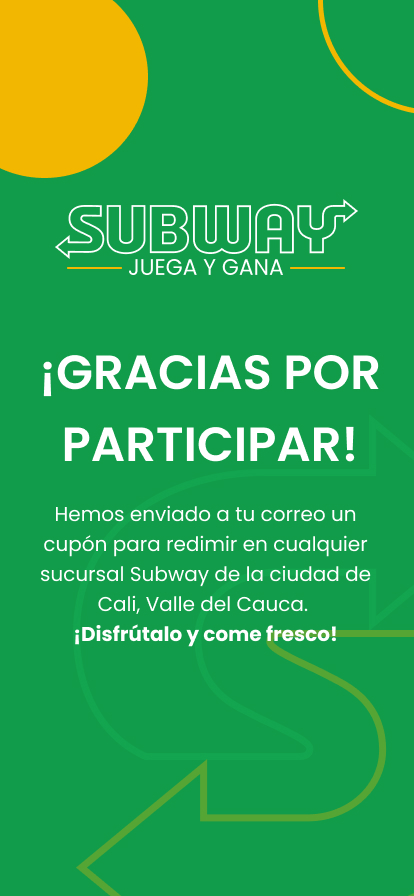 SUBWAY
JUEGA Y GANA
¡GRACIAS POR
PARTICIPAR!
Hemos enviado a tu correo un
cupón para redimir en cualquier
sucursal Subway de la ciudad de
Cali, Valle del Cauca.
¡Disfrútalo y come fresco!